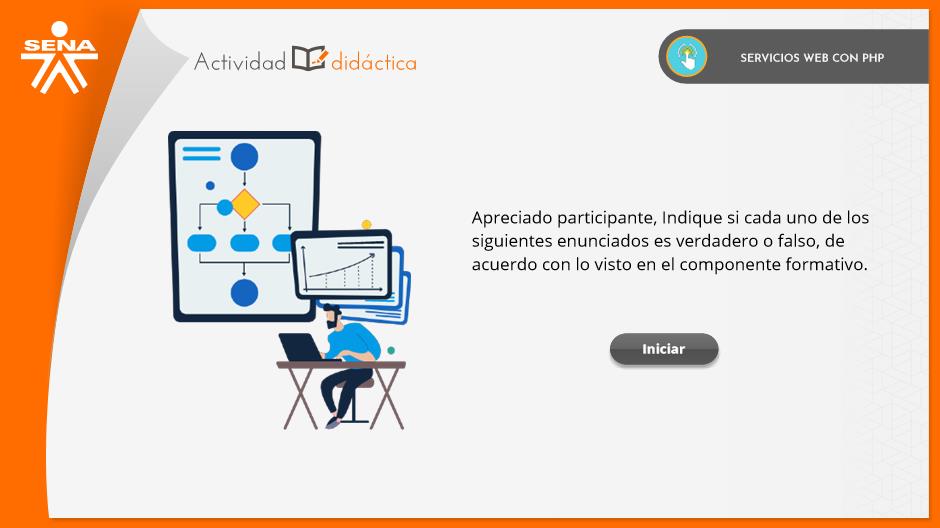 SENA
Actividad didáctica
SERVICIOS WEB CON PHP
Apreciado participante, Indique si cada uno de los
siguientes enunciados es verdadero o falso, de
acuerdo con lo visto en el componente formativo.
Iniciar